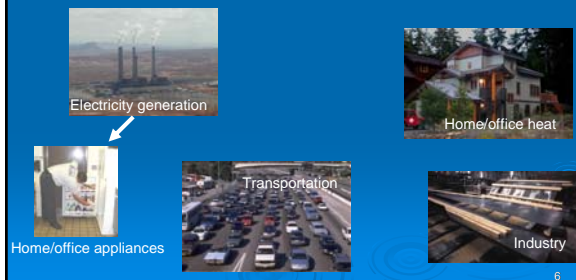 Electricity generation
Home/office heat
Transportation
Home/office appliances
Industry
6